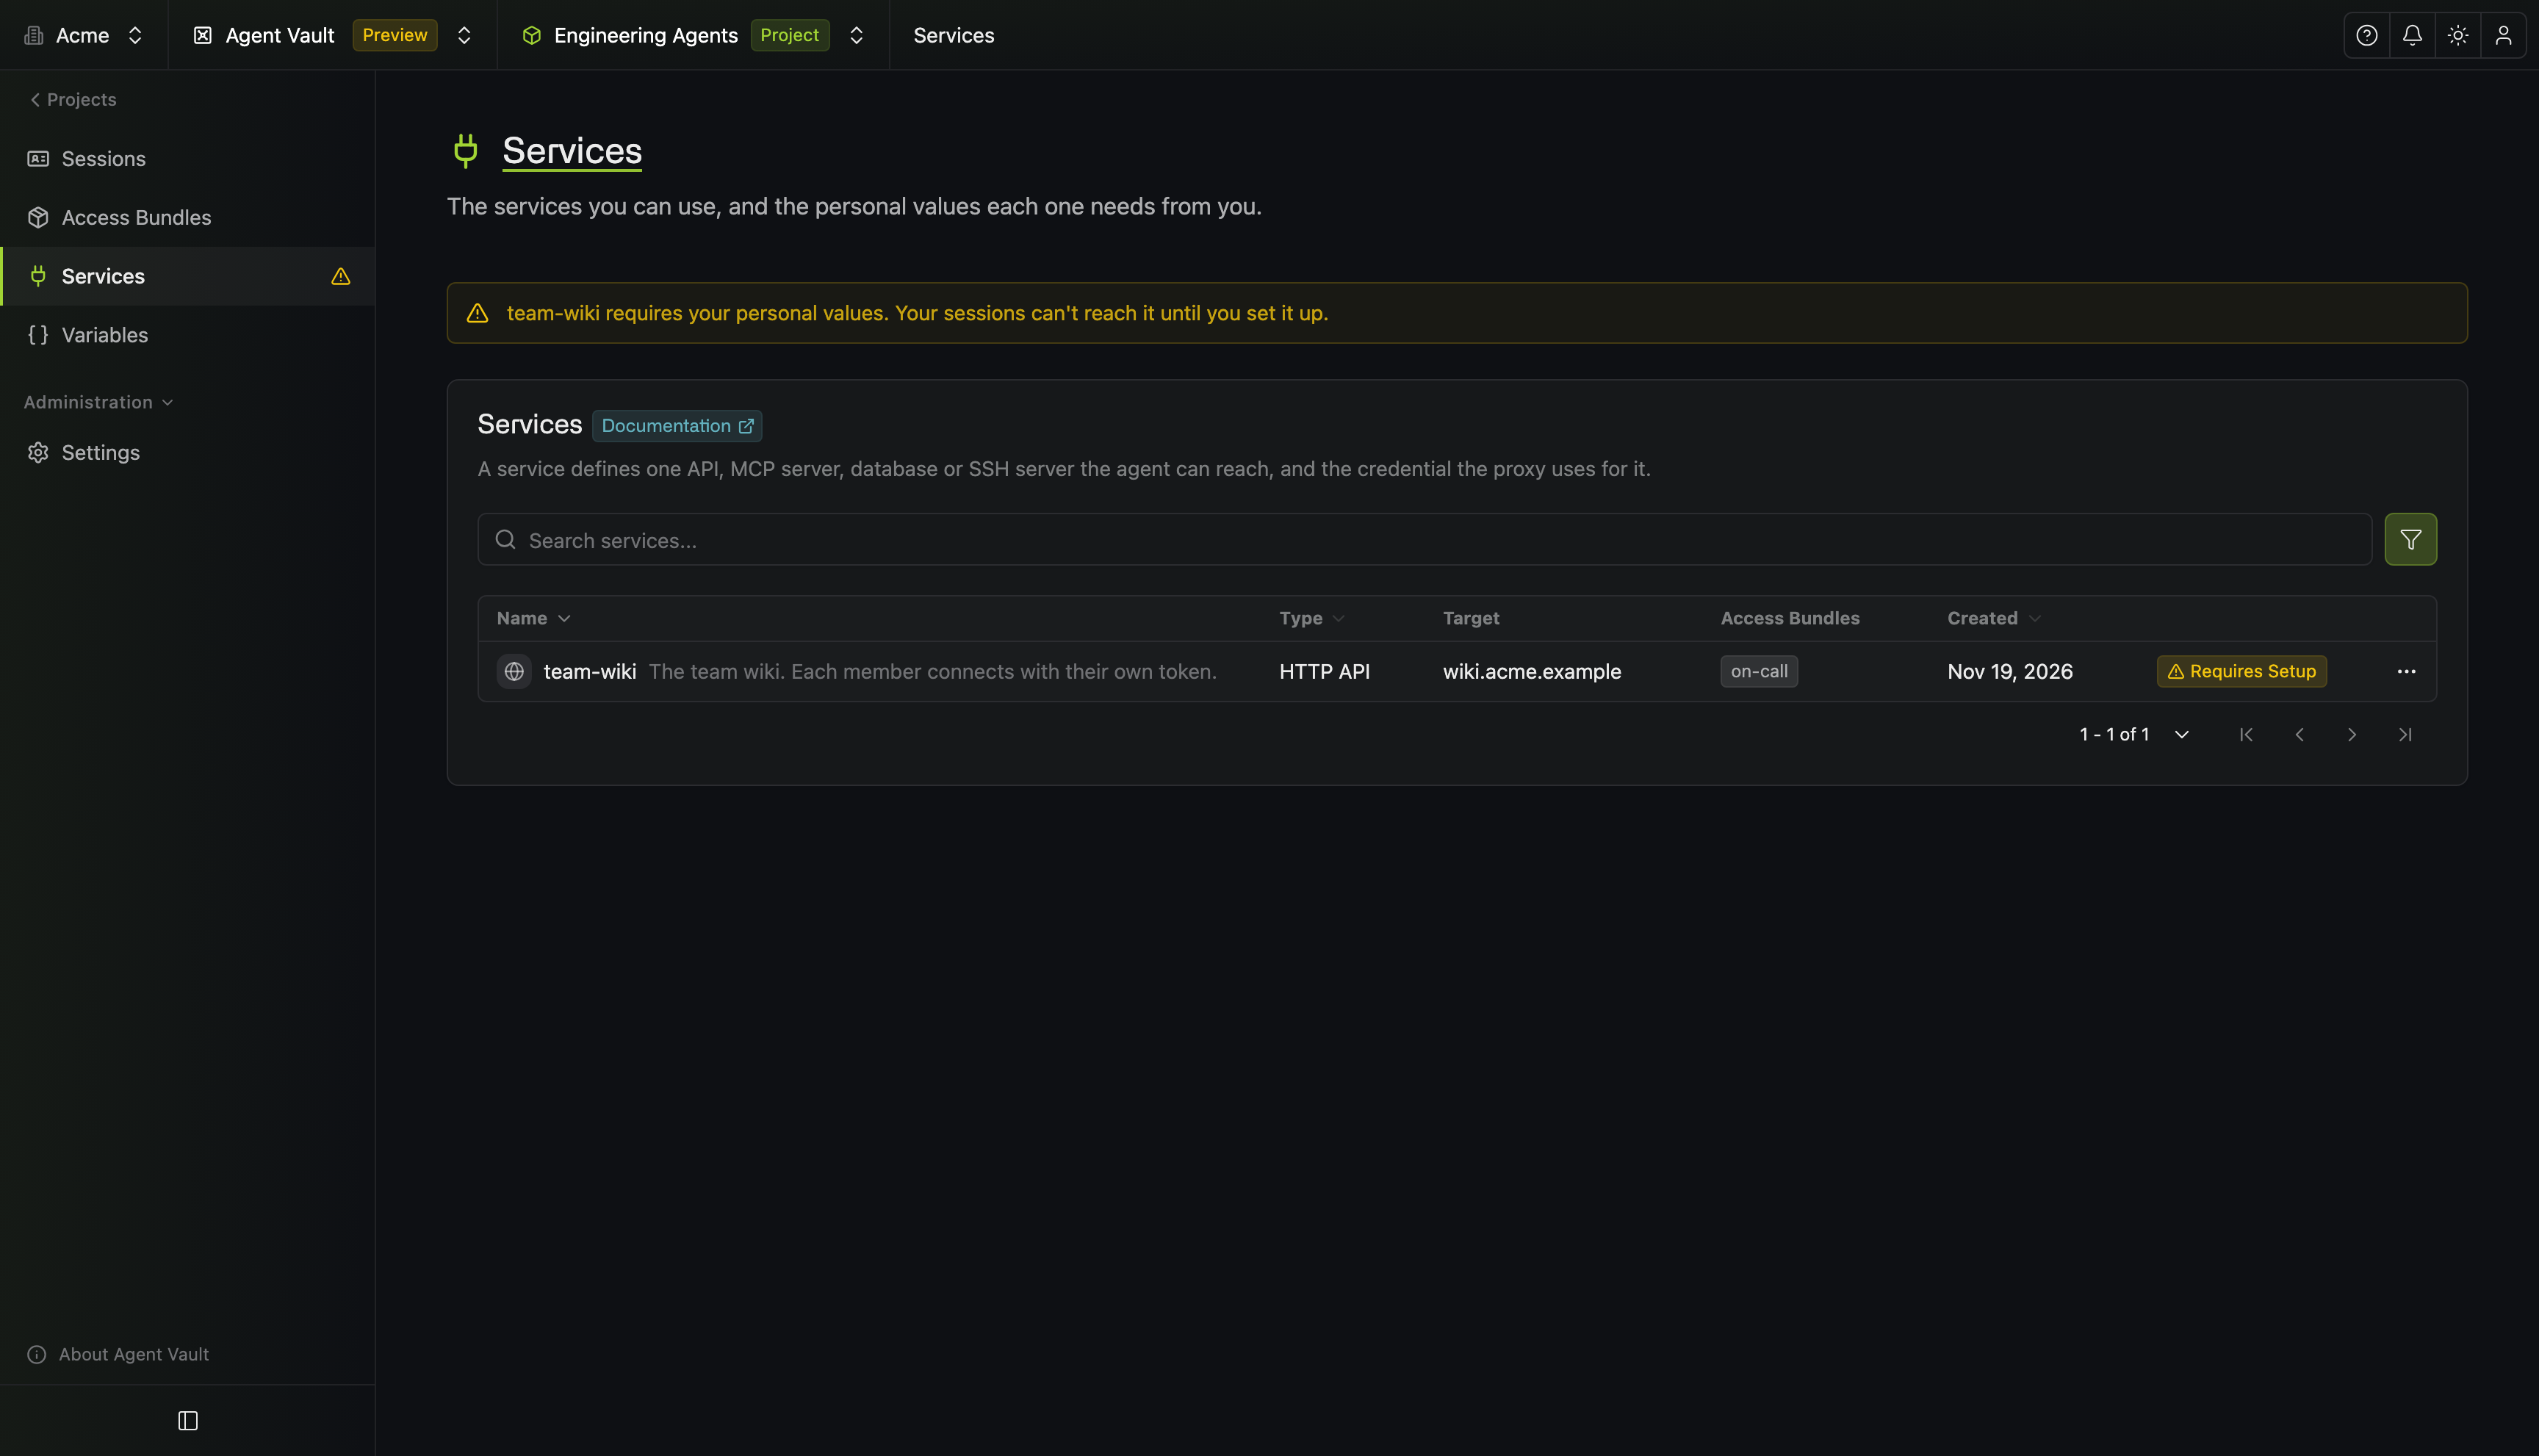 Acme
Agent Vault Preview
Engineering Agents Project
Services
Projects
Sessions
Access Bundles
Services
Variables
Administration
Settings
About Agent Vault
Services
The services you can use, and the personal values each one needs from you.
team-wiki requires your personal values. Your sessions can't reach it until you set it up.
Services Documentation
A service defines one API, MCP server, database or SSH server the agent can reach, and the credential the proxy uses for it.
Search services...
Name Type Target Access Bundles Created
team-wiki The team wiki. Each member connects with their own token. HTTP API wiki.acme.example on-call Nov 19, 2026 Requires Setup
1 - 1 of 1